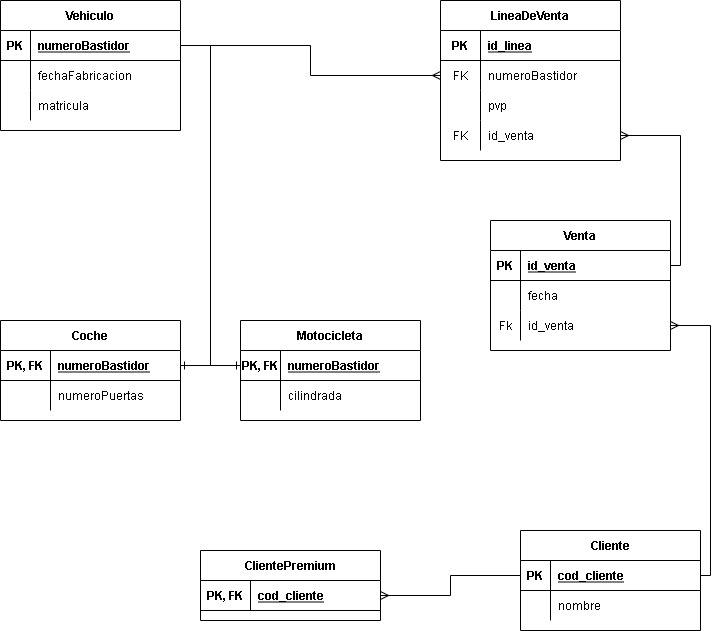 Vehiculo
PK numeroBastidor
fechaFabricacion
matricula
LineaDeVenta
PK id_linea
FK numeroBastidor
pvp
FK id_venta
Venta
PK id_venta
fecha
Fk id_venta
Coche
PK, FK numeroBastidor
numeroPuertas
Motocicleta
PK, FK numeroBastidor
cilindrada
ClientePremium
PK, FK cod_cliente
Cliente
PK cod_cliente
nombre